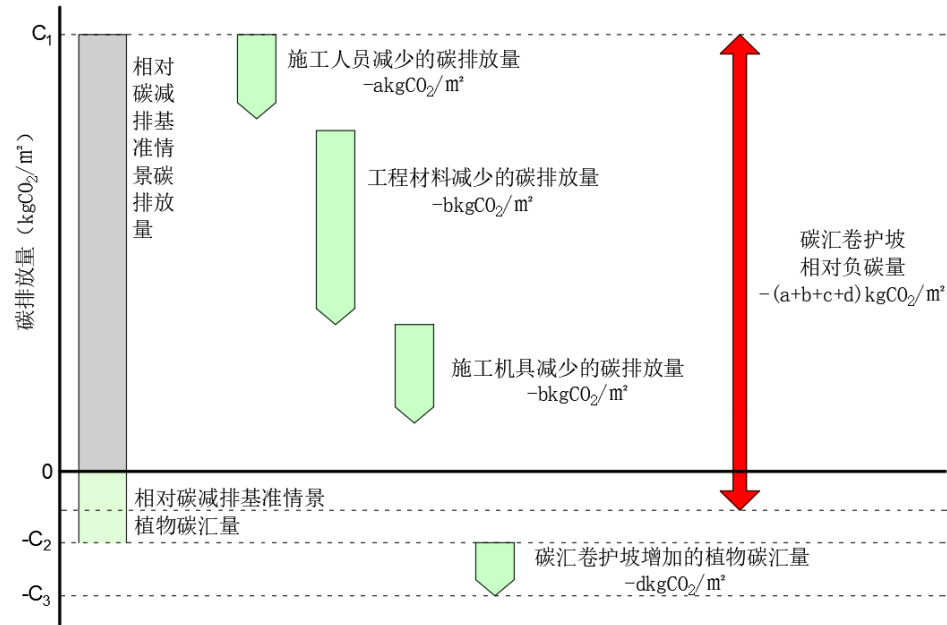 C₁
相对
碳减
排基
准情
景碳
排放
量
施工人员减少的碳排放量
-akgCO₂/m²
工程材料减少的碳排放量
-bkgCO₂/m²
碳排放量（kgCO₂/m²）
碳汇卷护坡
相对负碳量
-(a+b+c+d)kgCO₂/m²
施工机具减少的碳排放量
-bkgCO₂/m²
0
相对碳减排基准情景
植物碳汇量
-C₂
碳汇卷护坡增加的植物碳汇量
-dkgCO₂/m²
-C₃